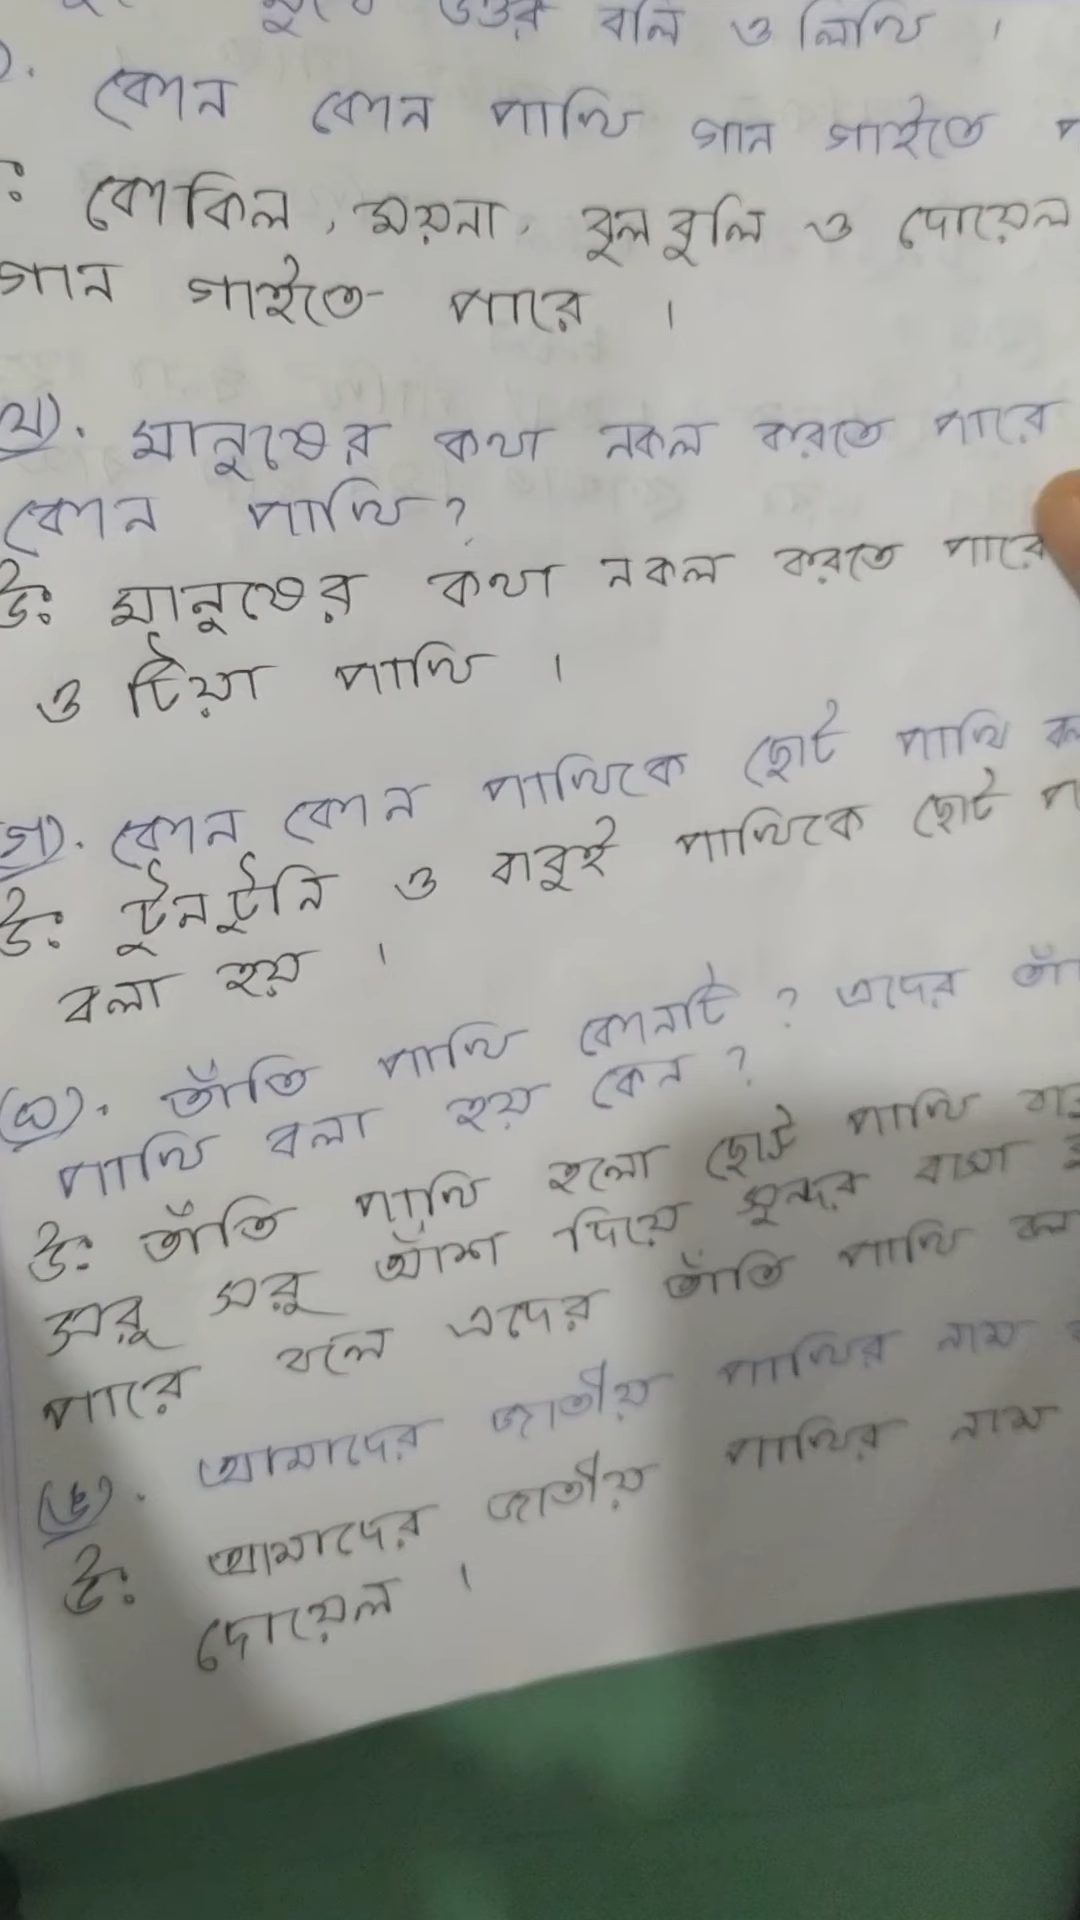 উত্তর বলি ও লিখি ।
কোন কোন পাখি গান গাইতে
কোকিল, ময়না, বুলবুলি ও দোয়েল
গান গাইতে পারে ।
(খ). মানুষের কথা নকল করতে পারে
কোন পাখি?
উঃ মানুষের কথা নকল করতে পারে
ও টিয়া পাখি ।
(গ). কোন কোন পাখিকে ছোট পাখি
উঃ টুনটুনি ও বাবুই পাখিকে ছোট
বলা হয় ।
(ঘ). তাঁতি পাখি কোনটি ? এদের
পাখি বলা হয় কেন ?
উঃ তাঁতি পাখি হলো ছোট পাখি
সরু সরু আঁশ দিয়ে সুন্দর বাসা
পারে বলে এদের তাঁতি পাখি
(ঙ). আমাদের জাতীয় পাখির নাম
উঃ আমাদের জাতীয় পাখির নাম
দোয়েল ।